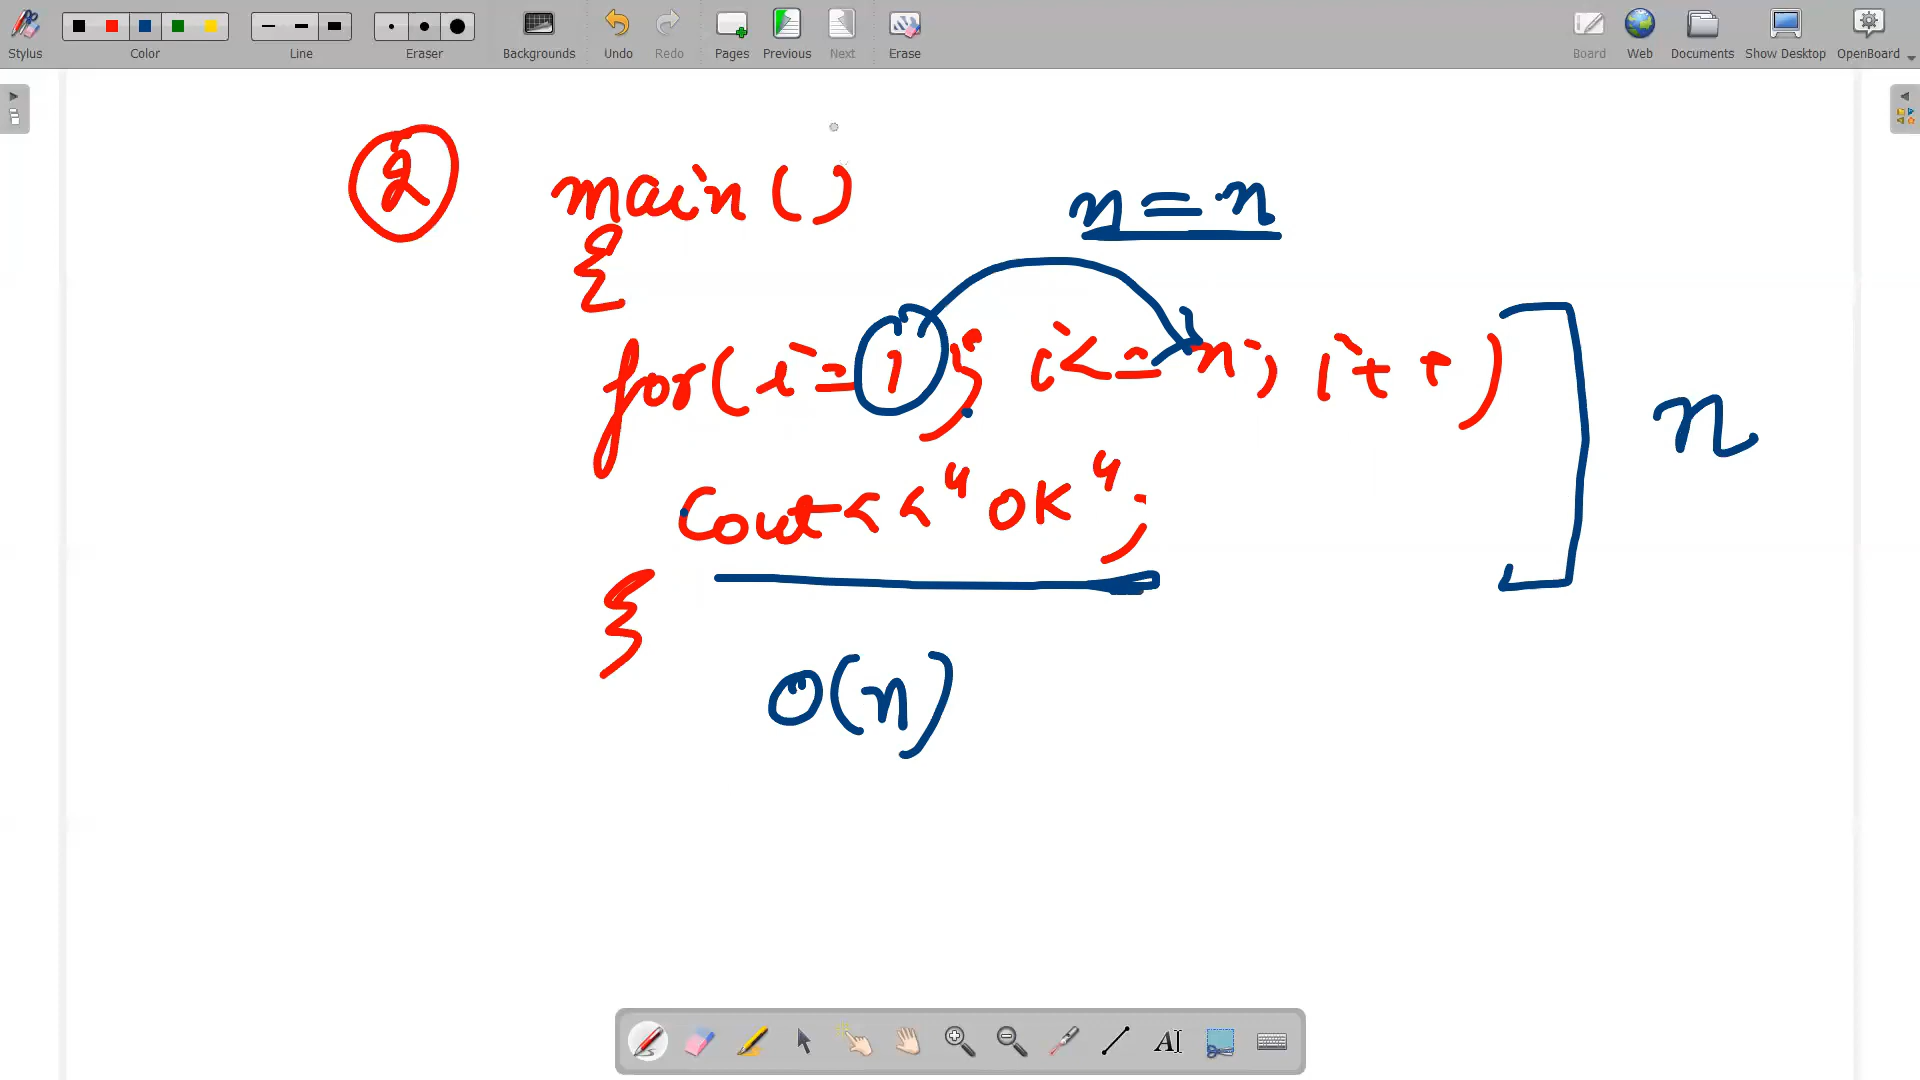 Stylus Color Line Eraser Backgrounds Undo Redo Pages Previous Next Erase Board Web Documents Show Desktop OpenBoard
2 main()
n = n
{
for(i=1; i<=n; i++)
n
Cout<<"OK";
}
O(n)